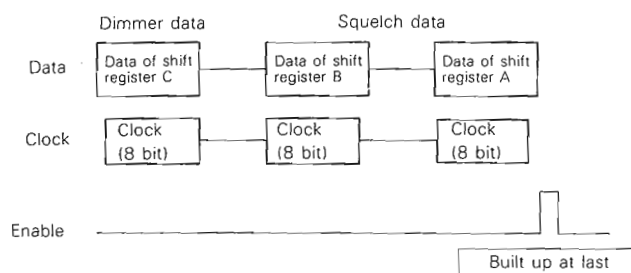 Dimmer data
Squelch data
Data
Data of shift
register C
Data of shift
register B
Data of shift
register A
Clock
Clock
(8 bit)
Clock
(8 bit)
Clock
(8 bit)
Enable
Built up at last